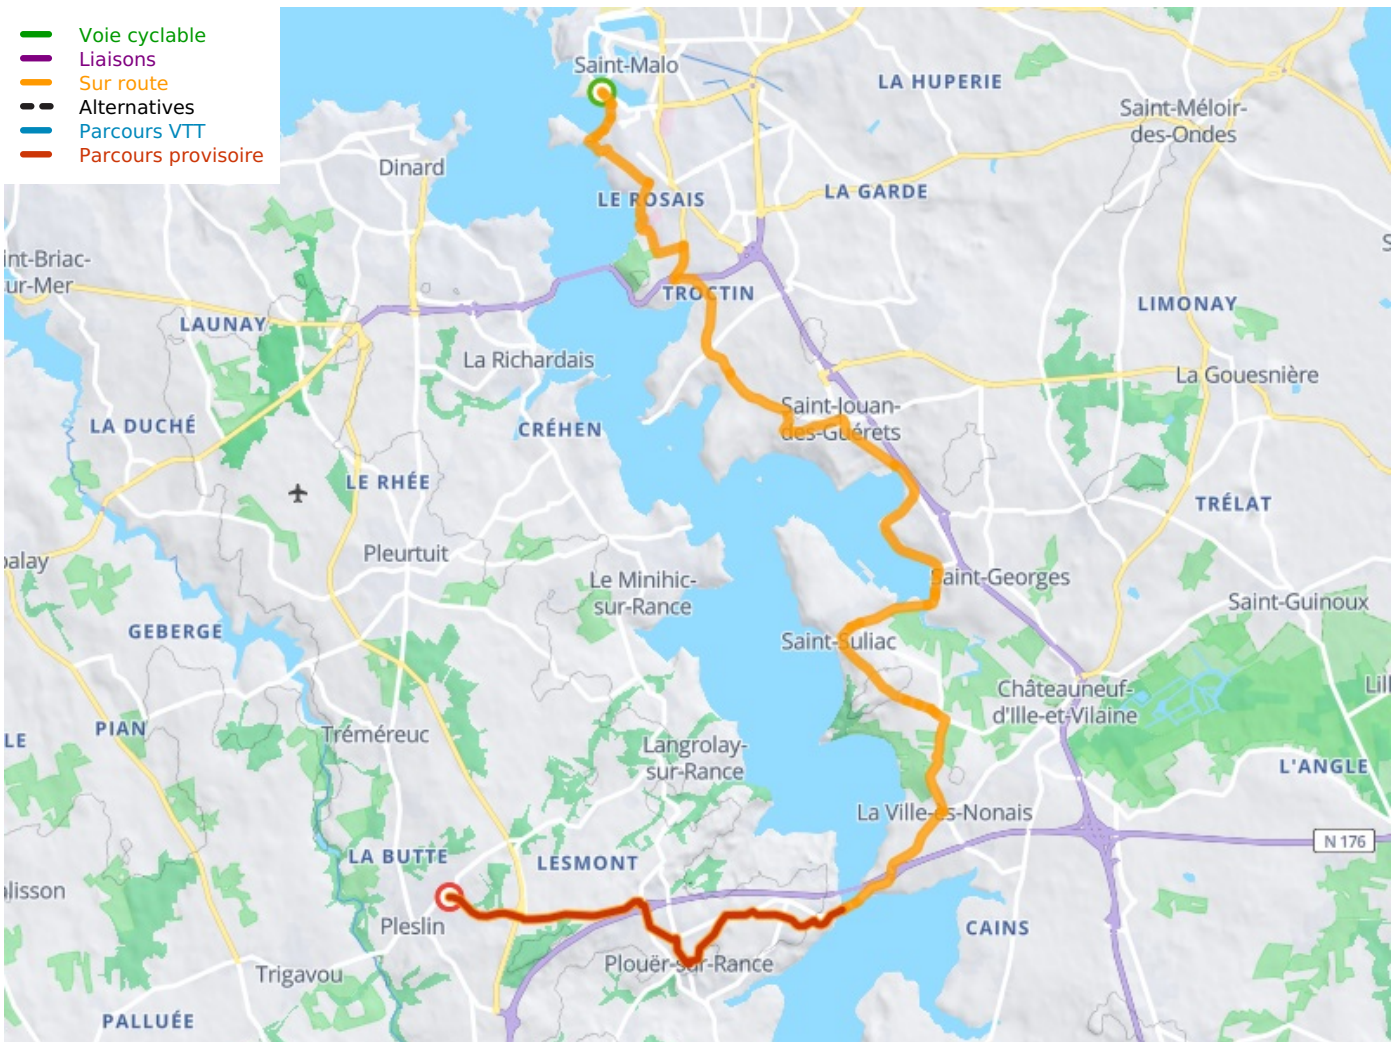 Voie cyclable
Liaisons
Sur route
Alternatives
Parcours VTT
Parcours provisoire
Saint-Malo
LA HUPERIE
Saint-Méloir-
des-Ondes
Dinard
LE ROSAIS
LA GARDE
int-Briac-
ur-Mer
TROCTIN
LIMONAY
LAUNAY
La Richardais
La Gouesnière
LA DUCHÉ
CRÉHEN
Saint-Jouan-
des-Guérets
LE RHÉE
TRÉLAT
Pleurtuit
balay
Le Minihic-
sur-Rance
Saint-Georges
Saint-Guinoux
GEBERGE
Saint-Suliac
Châteauneuf-
d'Ille-et-Vilaine
Lill
PIAN
Tréméreuc
LE
Langrolay-
sur-Rance
L'ANGLE
La Ville-ès-Nonais
N 176
LA BUTTE
LESMONT
lisson
Pleslin
CAINS
Plouër-sur-Rance
Trigavou
PALLUÉE